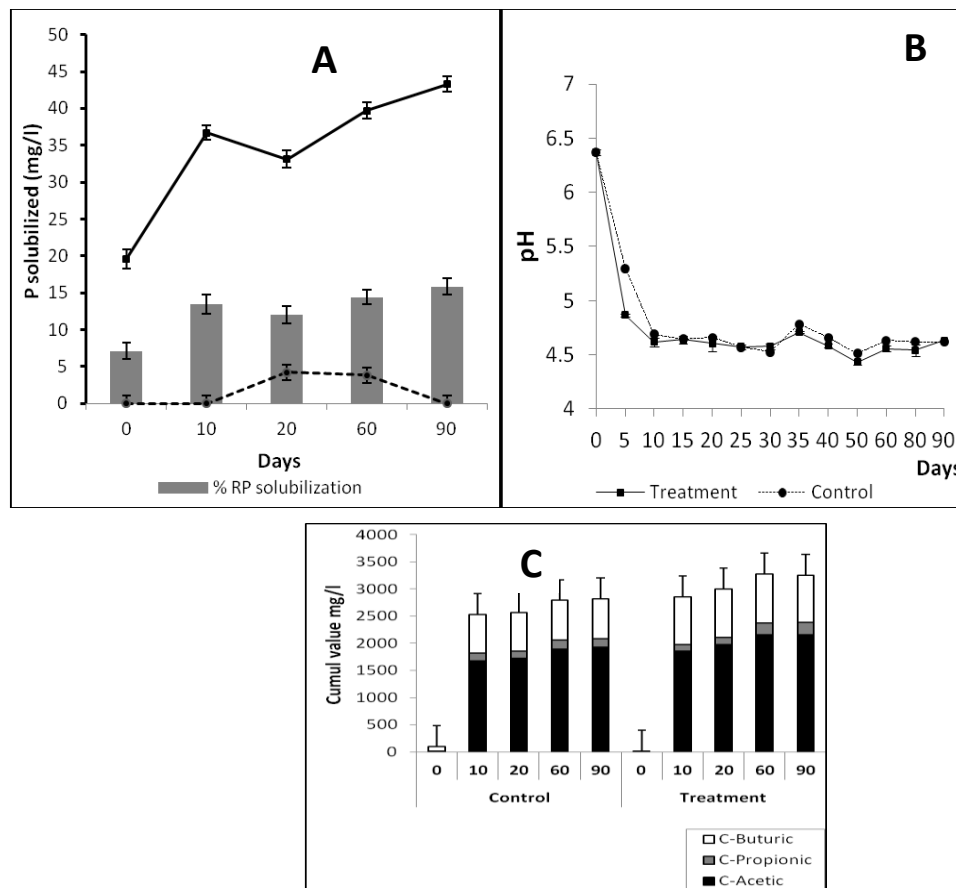 A
P solubilized (mg/l)
50
45
40
35
30
25
20
15
10
5
0
0 10 20 60 90
Days
% RP solubilization
B
pH
7
6.5
6
5.5
5
4.5
4
0 5 10 15 20 25 30 35 40 50 60 80 90
Days
Treatment Control
C
Cumul value mg/l
4000
3500
3000
2500
2000
1500
1000
500
0
0 10 20 60 90 0 10 20 60 90
Control Treatment
C-Buturic
C-Propionic
C-Acetic